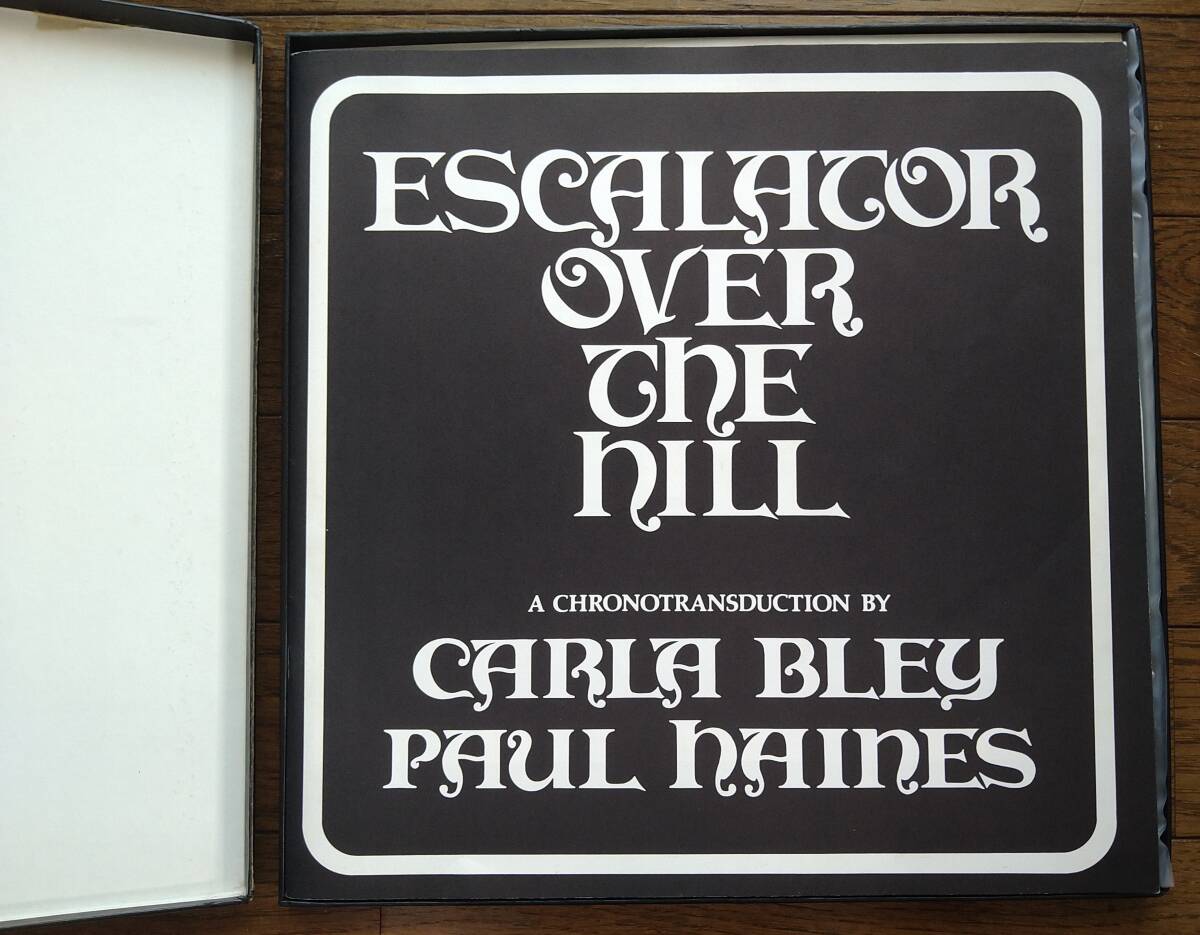 ESCALATOR
OVER
THE
HILL
A CHRONOTRANSDUCTION BY
CARLA BLEY
PAUL HAINES